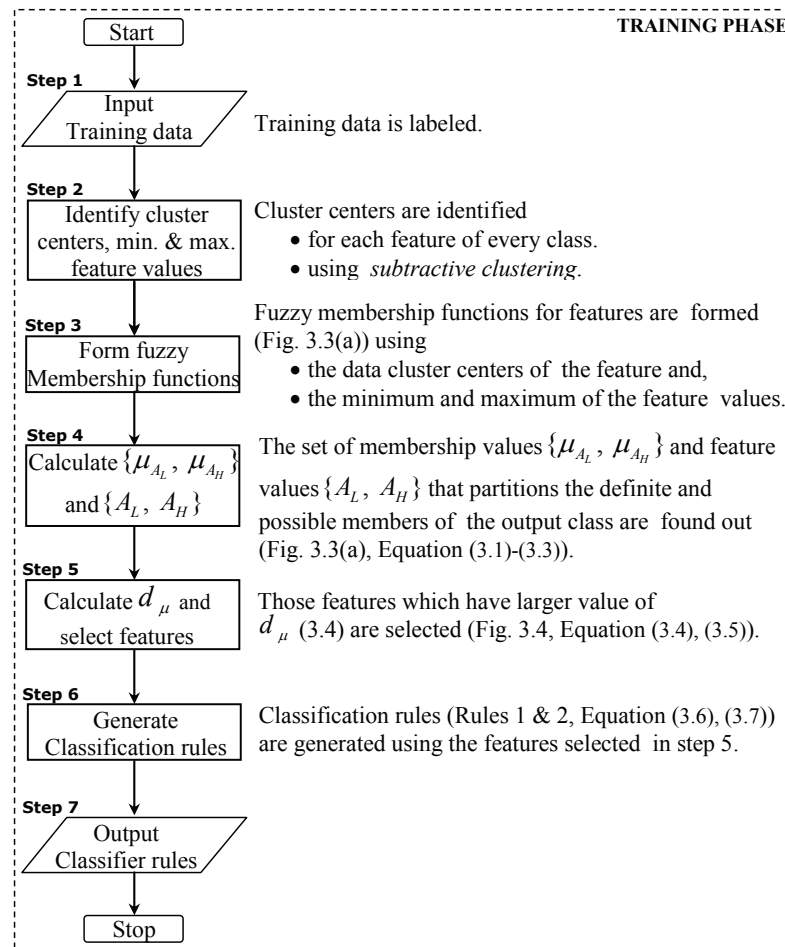 TRAINING PHASE
Start
Step 1
Input
Training data
Training data is labeled.
Step 2
Identify cluster
centers, min. & max.
feature values
Cluster centers are identified
• for each feature of every class.
• using subtractive clustering.
Step 3
Form fuzzy
Membership functions
Fuzzy membership functions for features are formed
(Fig. 3.3(a)) using
• the data cluster centers of the feature and,
• the minimum and maximum of the feature values.
Step 4
Calculate {μ_{A_L}, μ_{A_H}}
and {A_L, A_H}
The set of membership values {μ_{A_L}, μ_{A_H}} and feature
values {A_L, A_H} that partitions the definite and
possible members of the output class are found out
(Fig. 3.3(a), Equation (3.1)-(3.3)).
Step 5
Calculate d_μ and
select features
Those features which have larger value of
d_μ (3.4) are selected (Fig. 3.4, Equation (3.4), (3.5)).
Step 6
Generate
Classification rules
Classification rules (Rules 1 & 2, Equation (3.6), (3.7))
are generated using the features selected in step 5.
Step 7
Output
Classifier rules
Stop